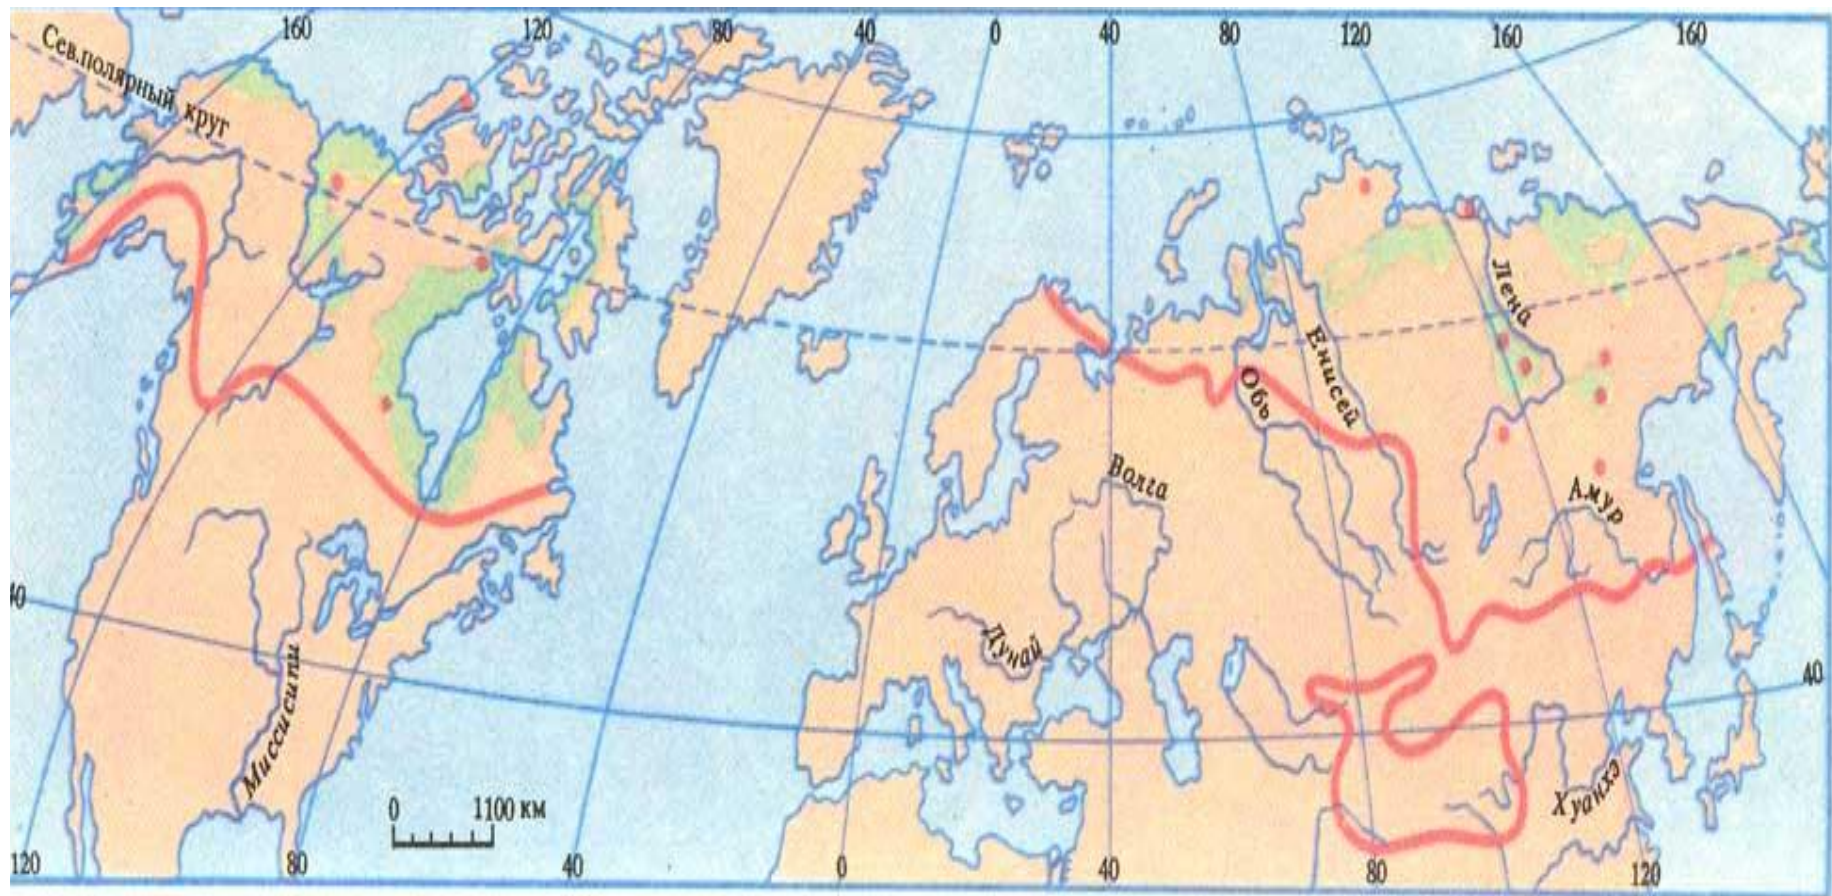 160 120 80 40 0 40 80 120 160 160
Сев.полярный круг
Лена
Енисей
Обь
Волга
Амур
40
Дунай
40
Миссисипи
0 1100 км
Хуанхэ
120 80 40 0 40 80 120